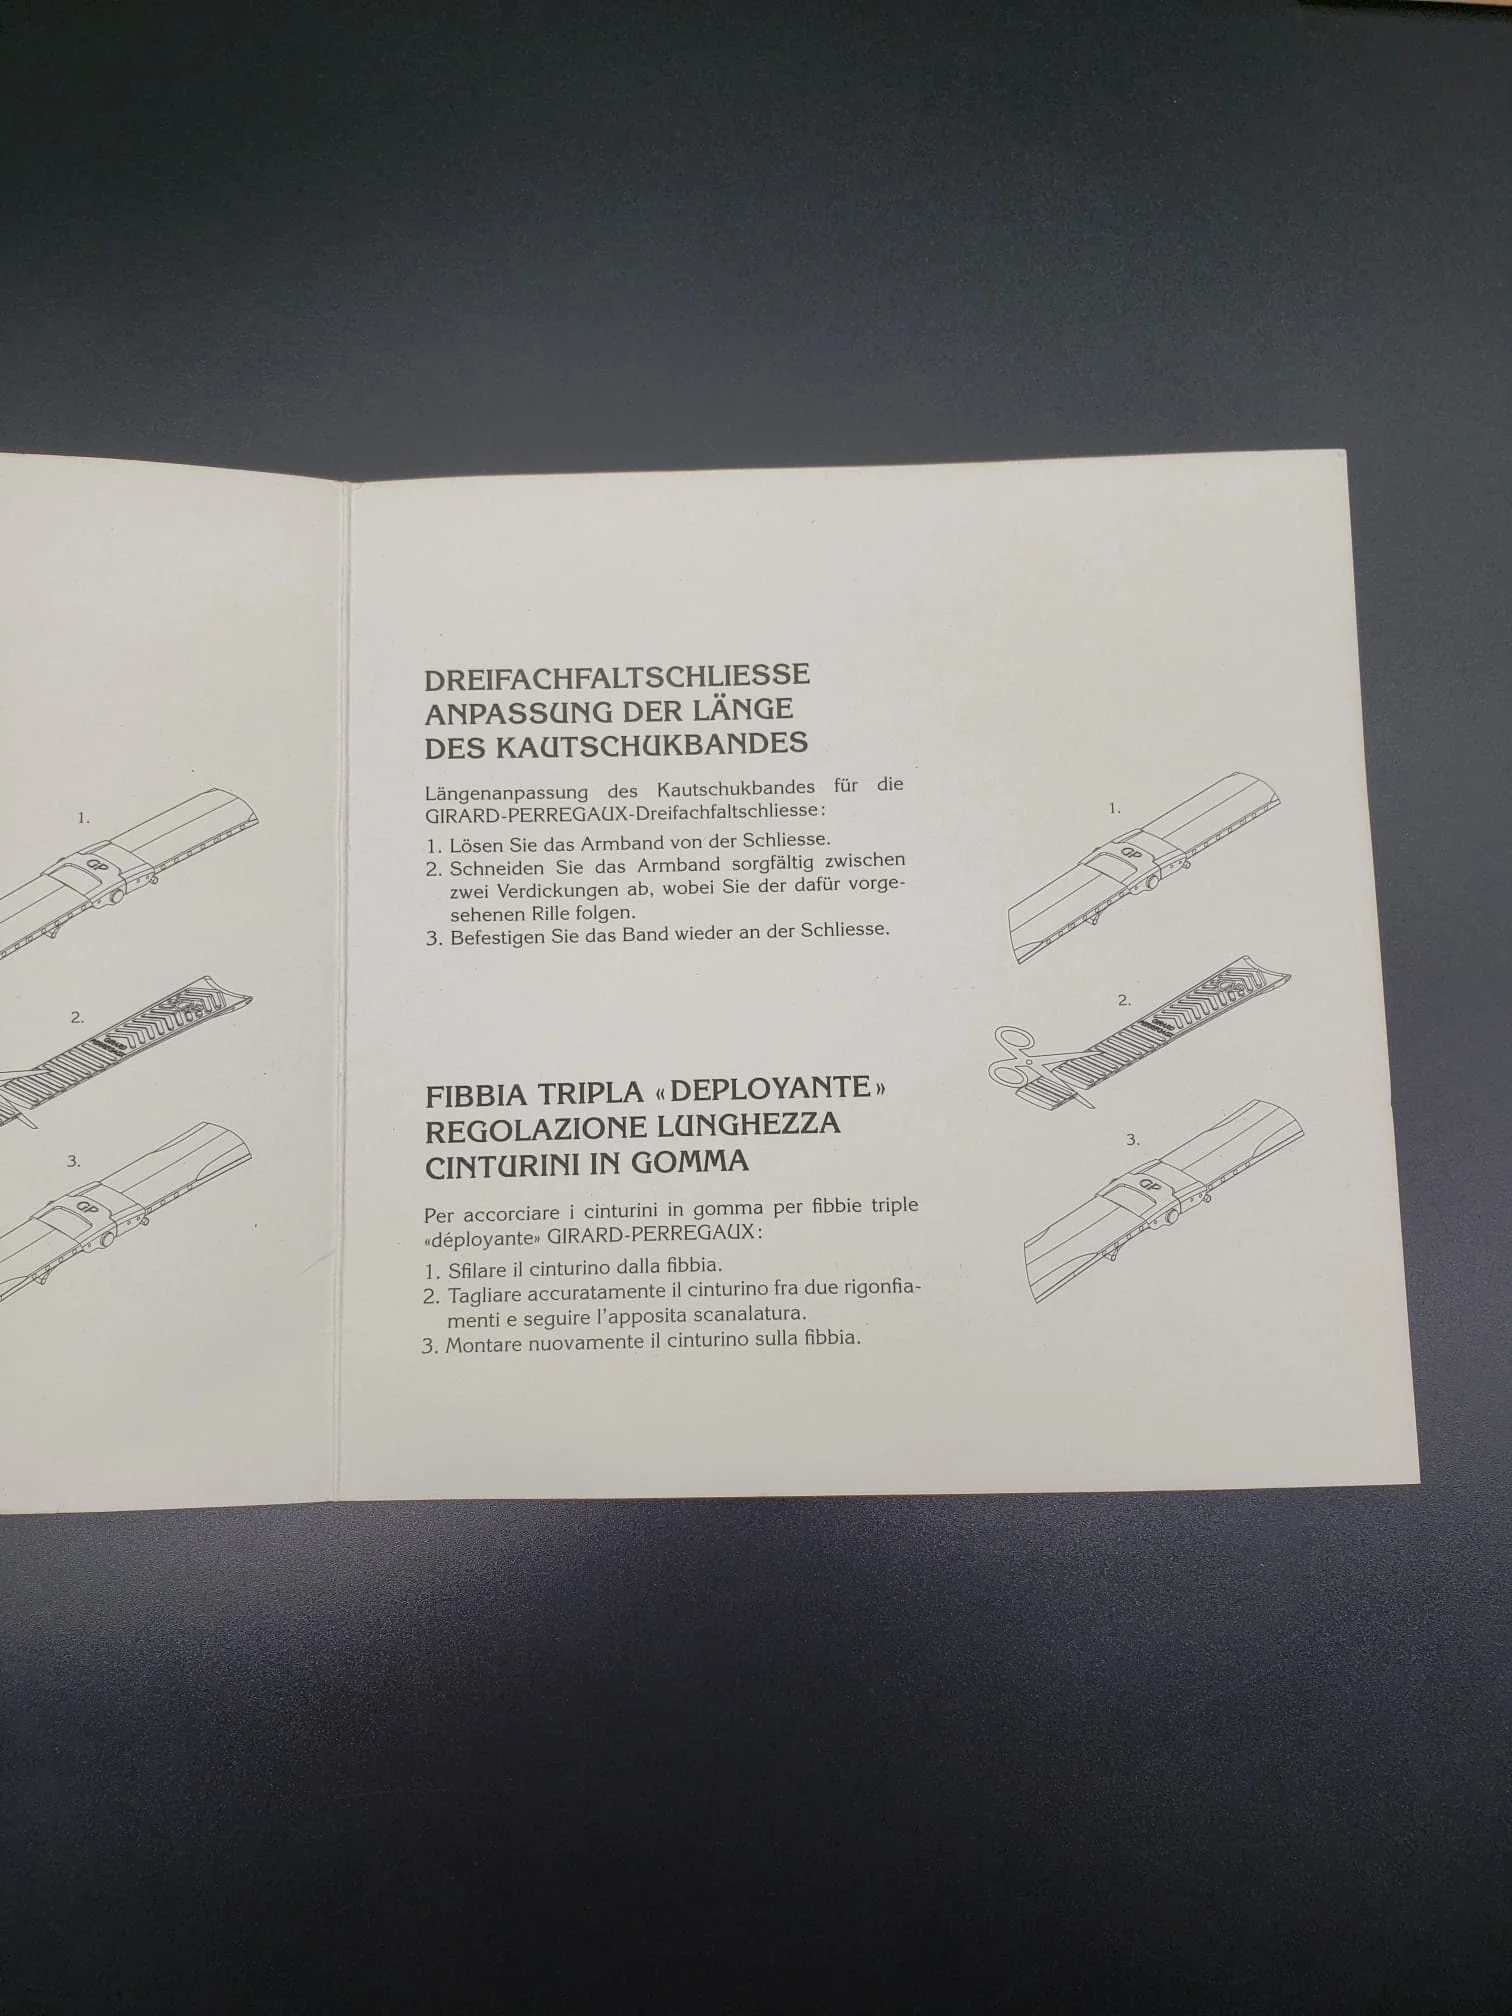 1.
GP
2.
GIRARD
PERREGAUX
3.
GP
DREIFACHFALTSCHLIESSE
ANPASSUNG DER LÄNGE
DES KAUTSCHUKBANDES
Längenanpassung des Kautschukbandes für die
GIRARD-PERREGAUX-Dreifachfaltschliesse:
1. Lösen Sie das Armband von der Schliesse.
2. Schneiden Sie das Armband sorgfältig zwischen
zwei Verdickungen ab, wobei Sie der dafür vorge-
sehenen Rille folgen.
3. Befestigen Sie das Band wieder an der Schliesse.
FIBBIA TRIPLA «DEPLOYANTE»
REGOLAZIONE LUNGHEZZA
CINTURINI IN GOMMA
Per accorciare i cinturini in gomma per fibbie triple
«déployante» GIRARD-PERREGAUX:
1. Sfilare il cinturino dalla fibbia.
2. Tagliare accuratamente il cinturino fra due rigonfia-
menti e seguire l'apposita scanalatura.
3. Montare nuovamente il cinturino sulla fibbia.
1.
GP
2.
GIRARD
PERREGAUX
3.
GP